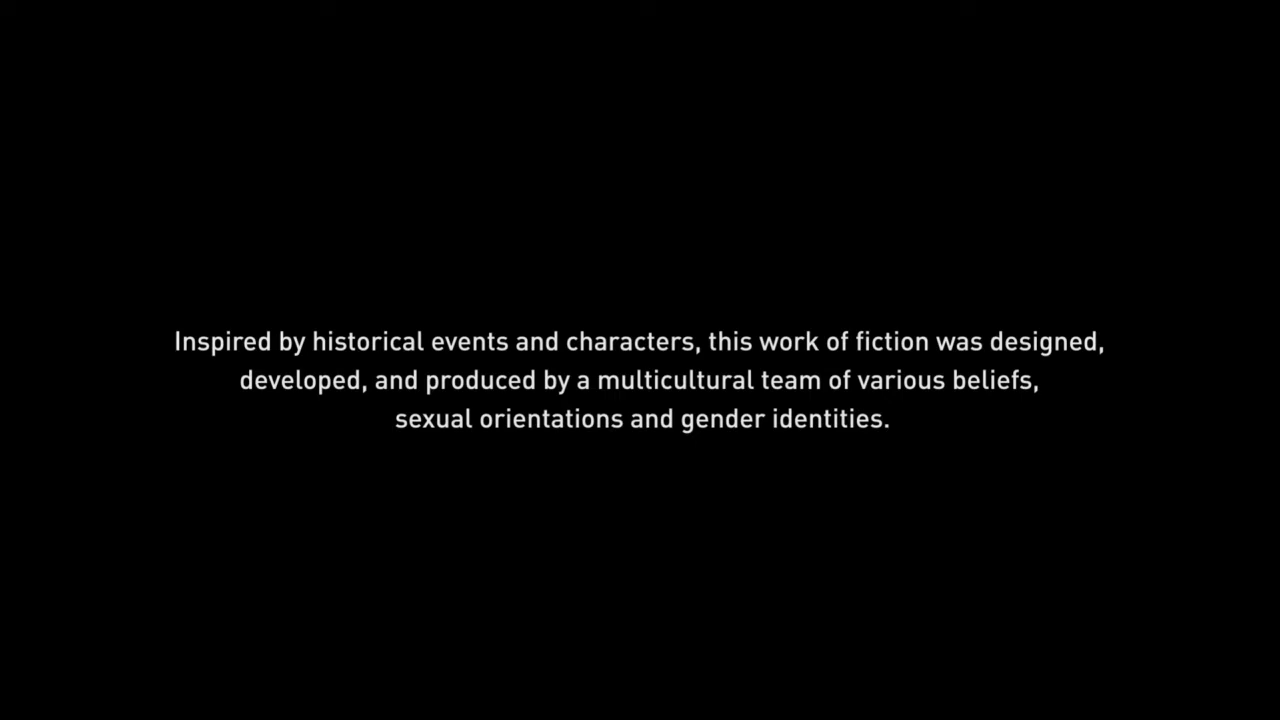 Inspired by historical events and characters, this work of fiction was designed,
developed, and produced by a multicultural team of various beliefs,
sexual orientations and gender identities.